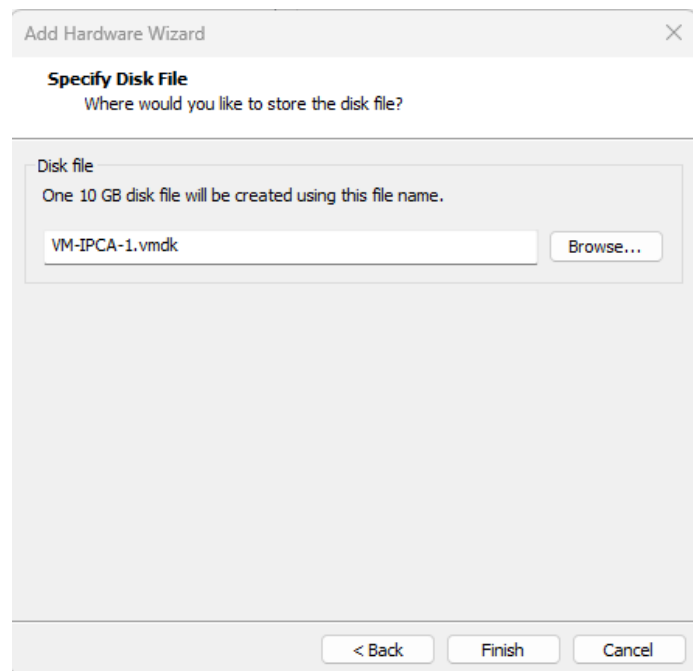 Add Hardware Wizard
Specify Disk File
Where would you like to store the disk file?
Disk file
One 10 GB disk file will be created using this file name.
VM-IPCA-1.vmdk
Browse...
< Back
Finish
Cancel